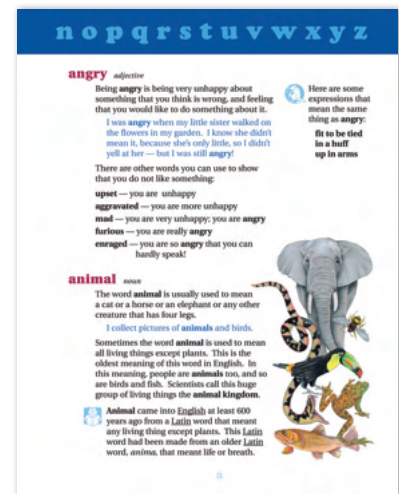 n o p q r s t u v w x y z
angry adjective
Being angry is being very unhappy about
something that you think is wrong, and feeling
that you would like to do something about it.
I was angry when my little sister walked on
the flowers in my garden. I know she didn't
mean it, because she's only little, so I didn't
yell at her — but I was still angry!
There are other words you can use to show
that you do not like something:
upset — you are unhappy
aggravated — you are more unhappy
mad — you are very unhappy; you are angry
furious — you are really angry
enraged — you are so angry that you can
hardly speak!
Here are some
expressions that
mean the same
thing as angry:
fit to be tied
in a huff
up in arms
animal noun
The word animal is usually used to mean
a cat or a horse or an elephant or any other
creature that has four legs.
I collect pictures of animals and birds.
Sometimes the word animal is used to mean
all living things except plants. This is the
oldest meaning of this word in English. In
this meaning, people are animals too, and so
are birds and fish. Scientists call this huge
group of living things the animal kingdom.
Animal came into English at least 600
years ago from a Latin word that meant
any living thing except plants. This Latin
word had been made from an older Latin
word, anima, that meant life or breath.